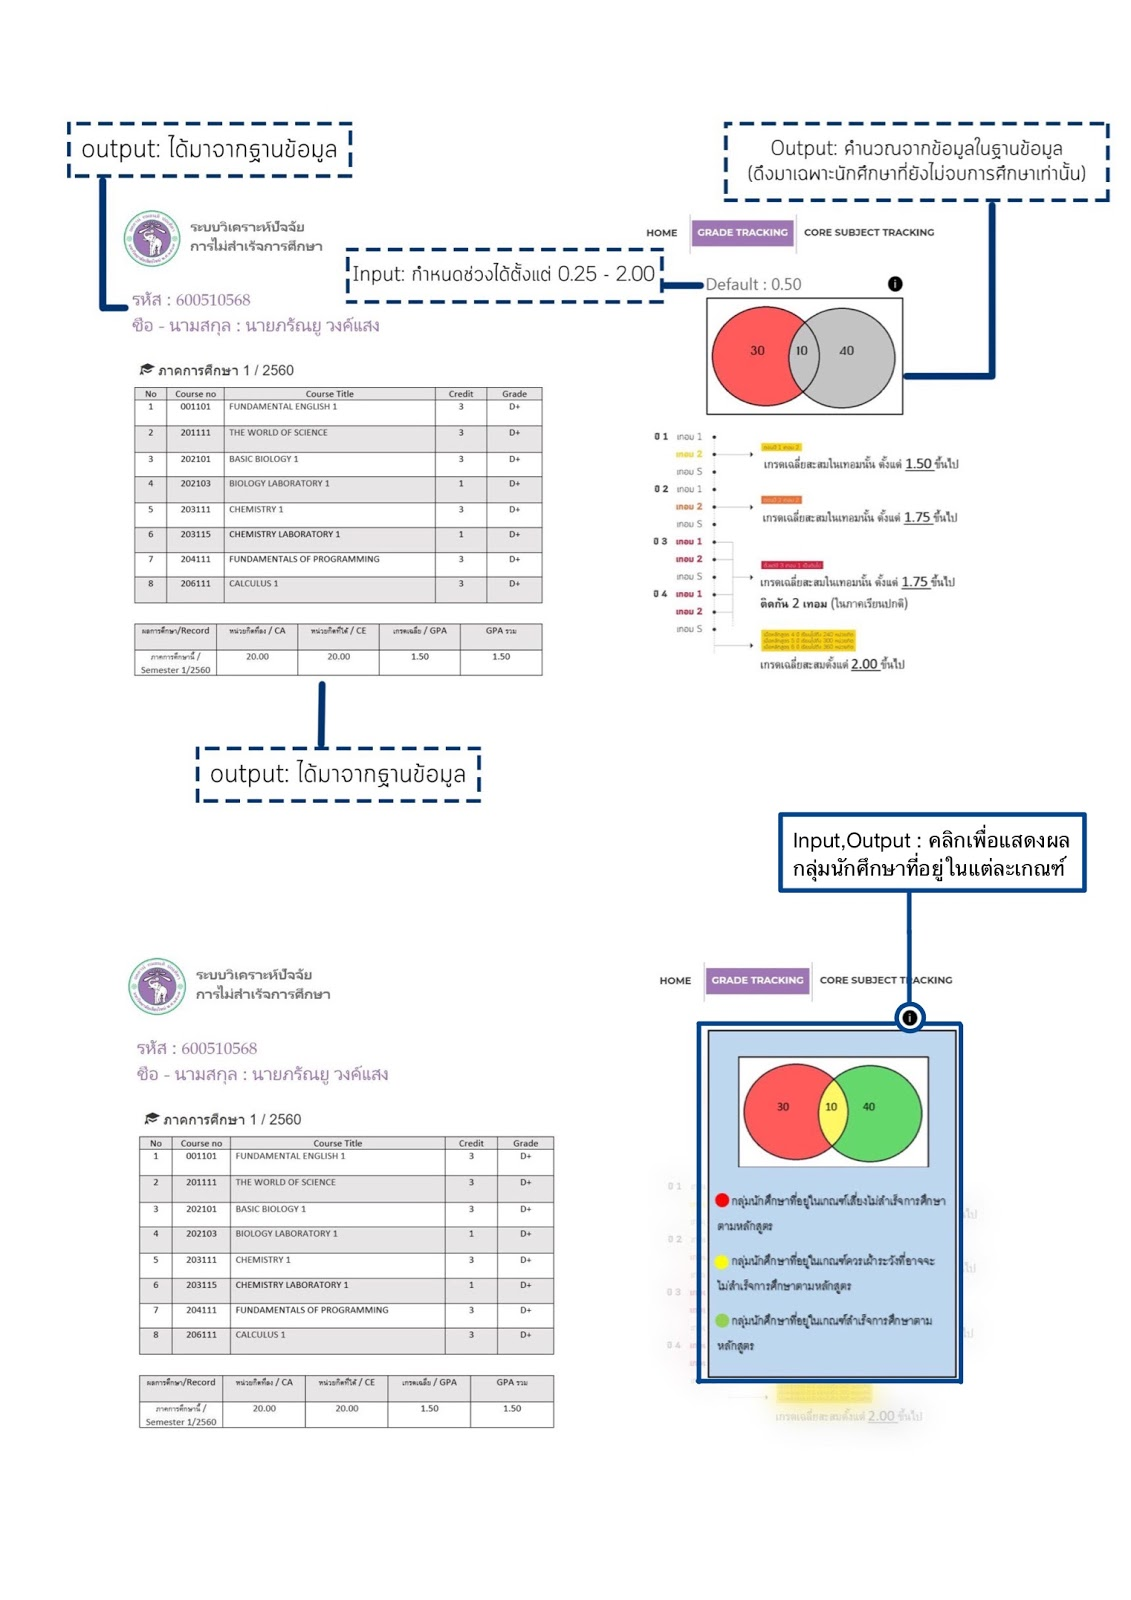 output: ได้มาจากฐานข้อมูล
Output: คำนวณจากข้อมูลในฐานข้อมูล
(ดึงมาเฉพาะนักศึกษาที่ยังไม่จบการศึกษาเท่านั้น)
ระบบวิเคราะห์ปัจจัย
การไม่สำเร็จการศึกษา
HOME GRADE TRACKING CORE SUBJECT TRACKING
Input: กำหนดช่วงได้ตั้งแต่ 0.25 - 2.00
Default : 0.50
รหัส : 600510568
ชื่อ - นามสกุล : นายภรัณยู วงค์แสง
30 10 40
ภาคการศึกษา 1 / 2560
No Course no Course Title Credit Grade
1 001101 FUNDAMENTAL ENGLISH 1 3 D+
2 201111 THE WORLD OF SCIENCE 3 D+
3 202101 BASIC BIOLOGY 1 3 D+
4 202103 BIOLOGY LABORATORY 1 1 D+
5 203111 CHEMISTRY 1 3 D+
6 203115 CHEMISTRY LABORATORY 1 1 D+
7 204111 FUNDAMENTALS OF PROGRAMMING 3 D+
8 206111 CALCULUS 1 3 D+
ผลการศึกษา/Record หน่วยกิตที่ลง / CA หน่วยกิตที่ได้ / CE เกรดเฉลี่ย / GPA GPA รวม
ภาคการศึกษานี้ / 20.00 20.00 1.50 1.50
Semester 1/2560
ปี 1 เทอม 1
เทอม 2
เกรดเฉลี่ยสะสมในเทอมนั้น ตั้งแต่ 1.50 ขึ้นไป
เทอม S
ปี 2 เทอม 1
เทอม 2
เกรดเฉลี่ยสะสมในเทอมนั้น ตั้งแต่ 1.75 ขึ้นไป
เทอม S
ปี 3 เทอม 1
เทอม 2
เทอม S
เกรดเฉลี่ยสะสมในเทอมนั้น ตั้งแต่ 1.75 ขึ้นไป
ปี 4 เทอม 1
ติดกัน 2 เทอม (ในภาคเรียนปกติ)
เทอม 2
เทอม S
เกรดเฉลี่ยสะสมตั้งแต่ 2.00 ขึ้นไป
output: ได้มาจากฐานข้อมูล
Input,Output : คลิกเพื่อแสดงผล
กลุ่มนักศึกษาที่อยู่ในแต่ละเกณฑ์
ระบบวิเคราะห์ปัจจัย
การไม่สำเร็จการศึกษา
HOME GRADE TRACKING CORE SUBJECT TRACKING
รหัส : 600510568
ชื่อ - นามสกุล : นายภรัณยู วงค์แสง
30 10 40
ภาคการศึกษา 1 / 2560
No Course no Course Title Credit Grade
1 001101 FUNDAMENTAL ENGLISH 1 3 D+
2 201111 THE WORLD OF SCIENCE 3 D+
3 202101 BASIC BIOLOGY 1 3 D+
4 202103 BIOLOGY LABORATORY 1 1 D+
5 203111 CHEMISTRY 1 3 D+
6 203115 CHEMISTRY LABORATORY 1 1 D+
7 204111 FUNDAMENTALS OF PROGRAMMING 3 D+
8 206111 CALCULUS 1 3 D+
ผลการศึกษา/Record หน่วยกิตที่ลง / CA หน่วยกิตที่ได้ / CE เกรดเฉลี่ย / GPA GPA รวม
ภาคการศึกษานี้ / 20.00 20.00 1.50 1.50
Semester 1/2560
กลุ่มนักศึกษาที่อยู่ในเกณฑ์เสี่ยงไม่สำเร็จการศึกษา
ตามหลักสูตร
กลุ่มนักศึกษาที่อยู่ในเกณฑ์ควรเฝ้าระวังที่อาจจะ
ไม่สำเร็จการศึกษาตามหลักสูตร
กลุ่มนักศึกษาที่อยู่ในเกณฑ์สำเร็จการศึกษาตาม
หลักสูตร
ปี 1
ปี 2
ปี 3
ปี 4
เกรดเฉลี่ยสะสมตั้งแต่ 2.00 ขึ้นไป